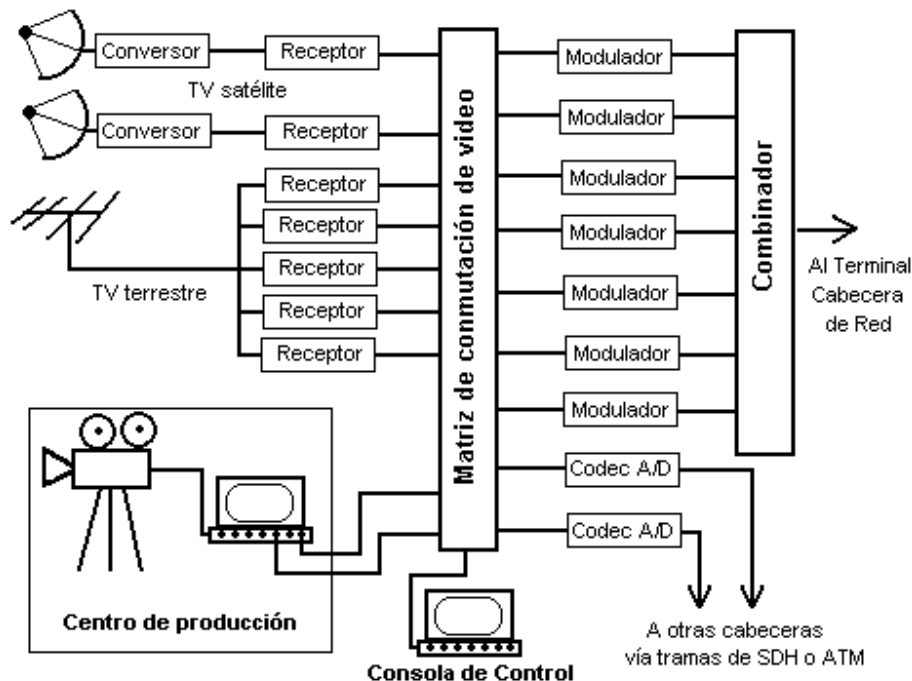 Conversor
Receptor
TV satélite
Conversor
Receptor
Receptor
Receptor
Receptor
Receptor
Receptor
TV terrestre
Matriz de conmutación de video
Modulador
Modulador
Modulador
Modulador
Modulador
Modulador
Modulador
Codec A/D
Codec A/D
Combinador
Al Terminal
Cabecera
de Red
Centro de producción
Consola de Control
A otras cabeceras
vía tramas de SDH o ATM